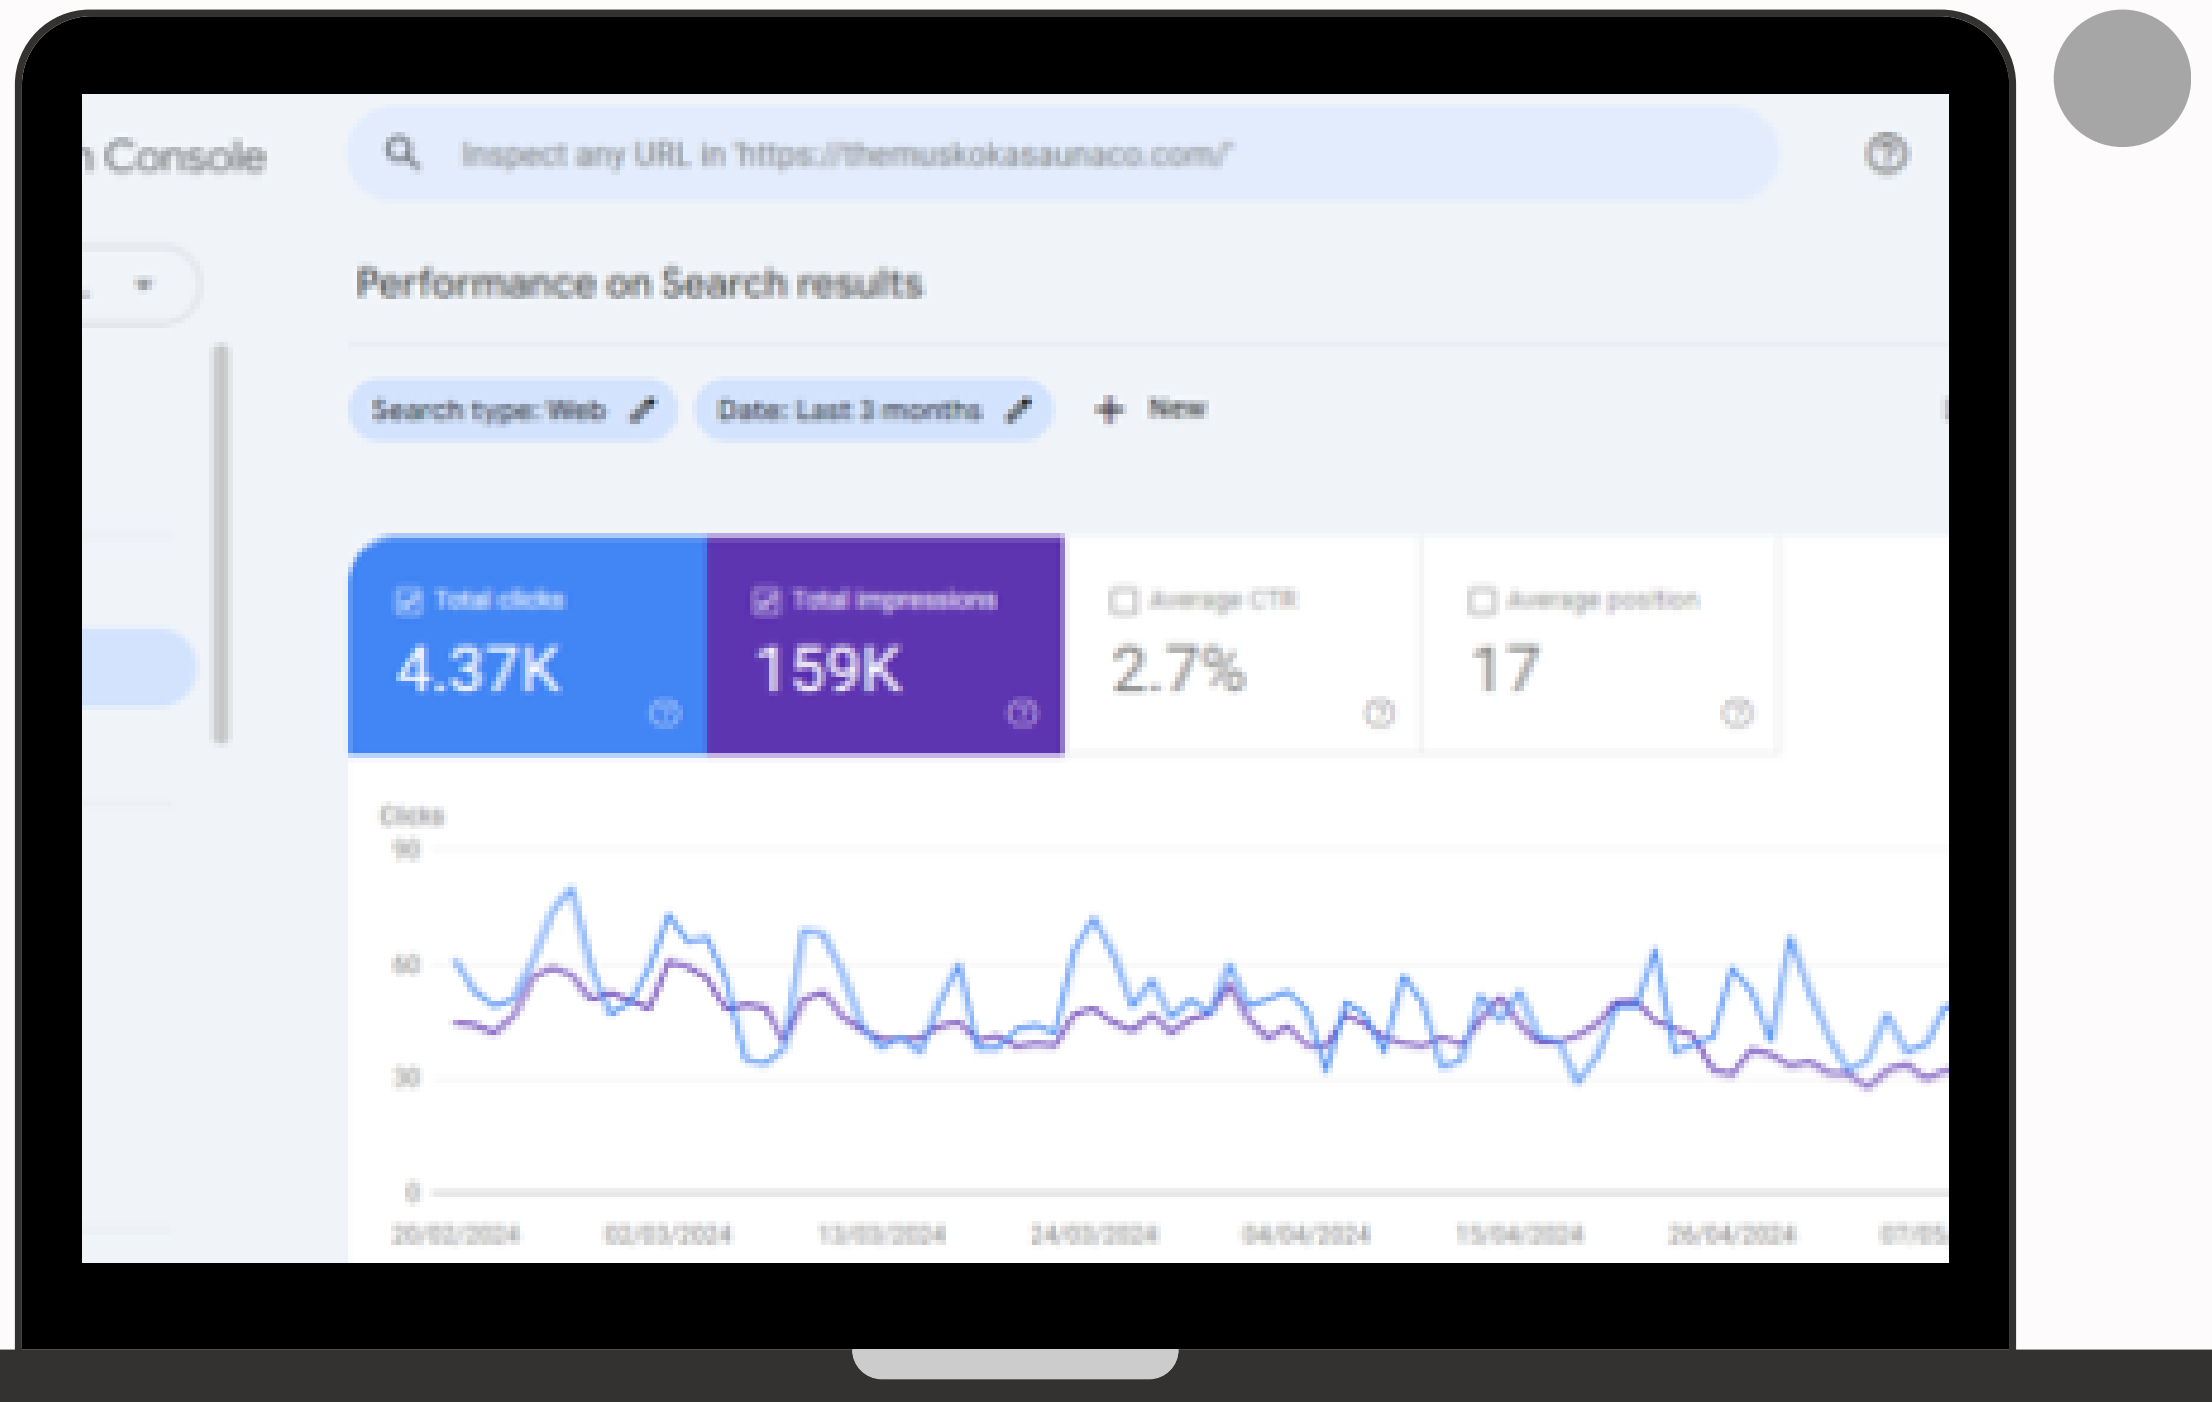 Console
Inspect any URL in 'https://themuskokasaunaco.com/'
Performance on Search results
Search type: Web
Date: Last 3 months
+ New
Total clicks
4.37K
Total impressions
159K
Average CTR
2.7%
Average position
17
Clicks
90
60
30
0
20/02/2024
02/03/2024
13/03/2024
24/03/2024
04/04/2024
15/04/2024
26/04/2024
07/05